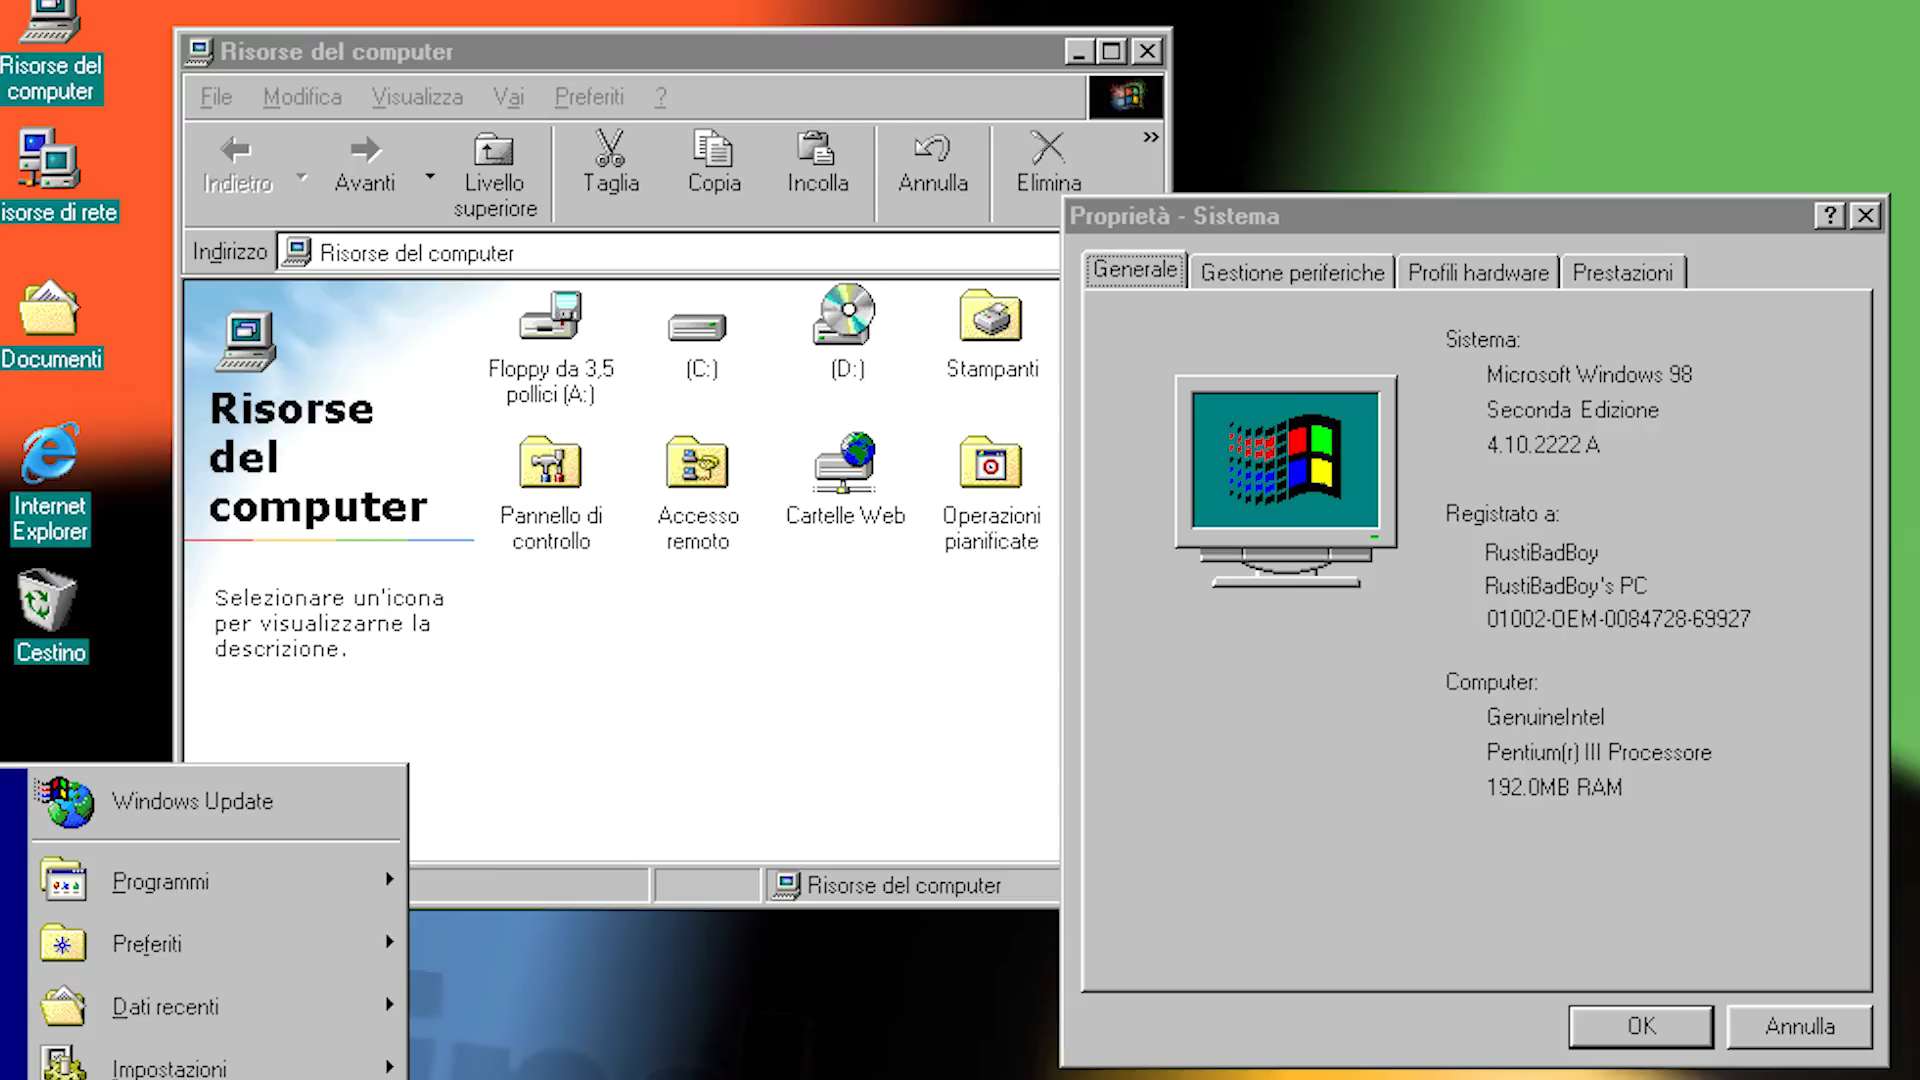 Risorse del
computer
isorse di rete
Documenti
Internet
Explorer
Cestino
Risorse del computer
File Modifica Visualizza Vai Preferiti ?
Indietro Avanti Livello
superiore Taglia Copia Incolla Annulla Elimina »
Indirizzo Risorse del computer
Risorse
del
computer
Selezionare un'icona
per visualizzarne la
descrizione.
Floppy da 3,5
pollici (A:)
(C:)
(D:)
Stampanti
Pannello di
controllo
Accesso
remoto
Cartelle Web
Operazioni
pianificate
Risorse del computer
Windows Update
Programmi
Preferiti
Dati recenti
Impostazioni
Proprietà - Sistema
?
Generale Gestione periferiche Profili hardware Prestazioni
Sistema:
Microsoft Windows 98
Seconda Edizione
4.10.2222 A
Registrato a:
RustiBadBoy
RustiBadBoy's PC
01002-OEM-0084728-69927
Computer:
GenuineIntel
Pentium(r) III Processore
192.0MB RAM
OK Annulla